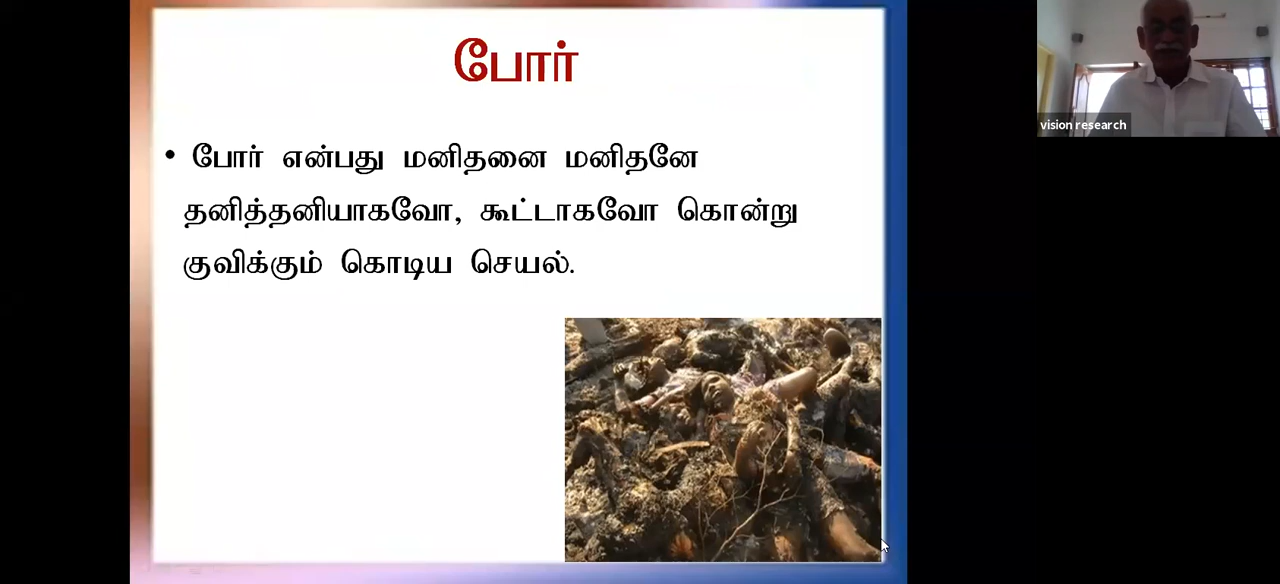 போர்
• போர் என்பது மனிதனை மனிதனே
தனித்தனியாகவோ, கூட்டாகவோ கொன்று
குவிக்கும் கொடிய செயல்.
vision research